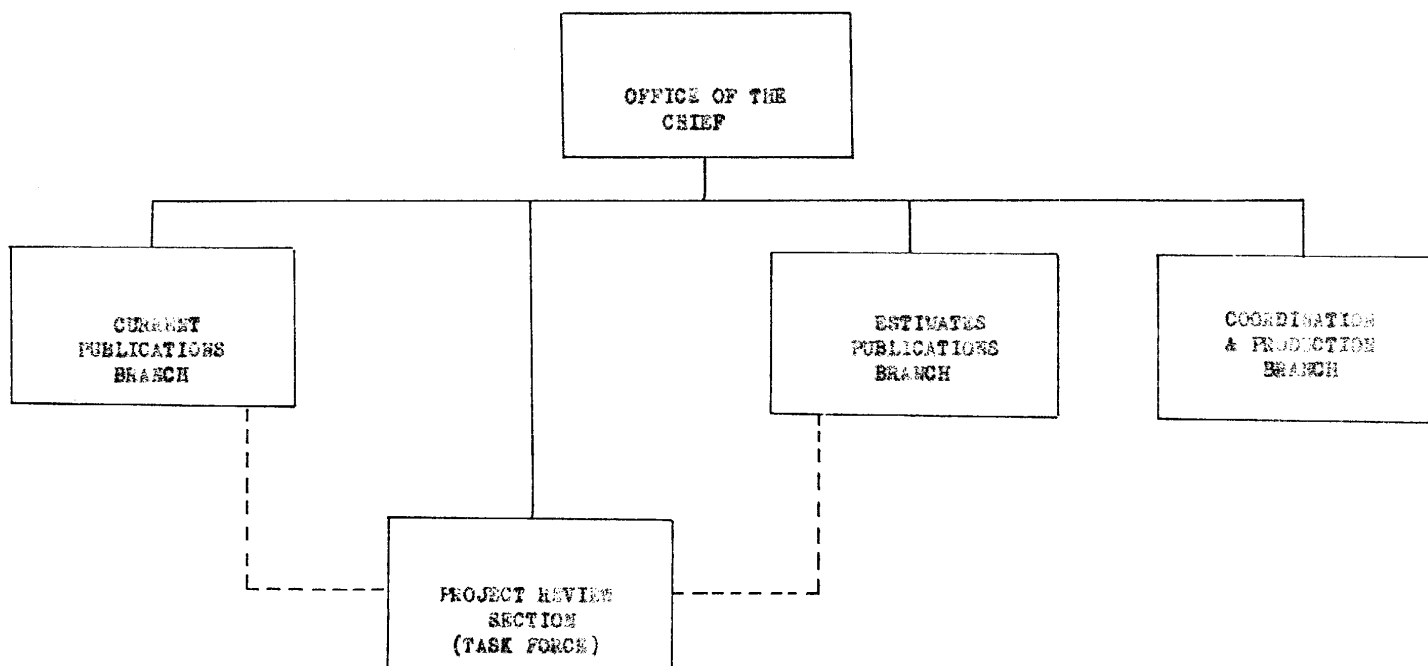 OFFICE OF THE
CHIEF
CURRENT
PUBLICATIONS
BRANCH
ESTIMATES
PUBLICATIONS
BRANCH
COORDINATION
& PRODUCTION
BRANCH
PROJECT REVIEW
SECTION
(TASK FORCE)